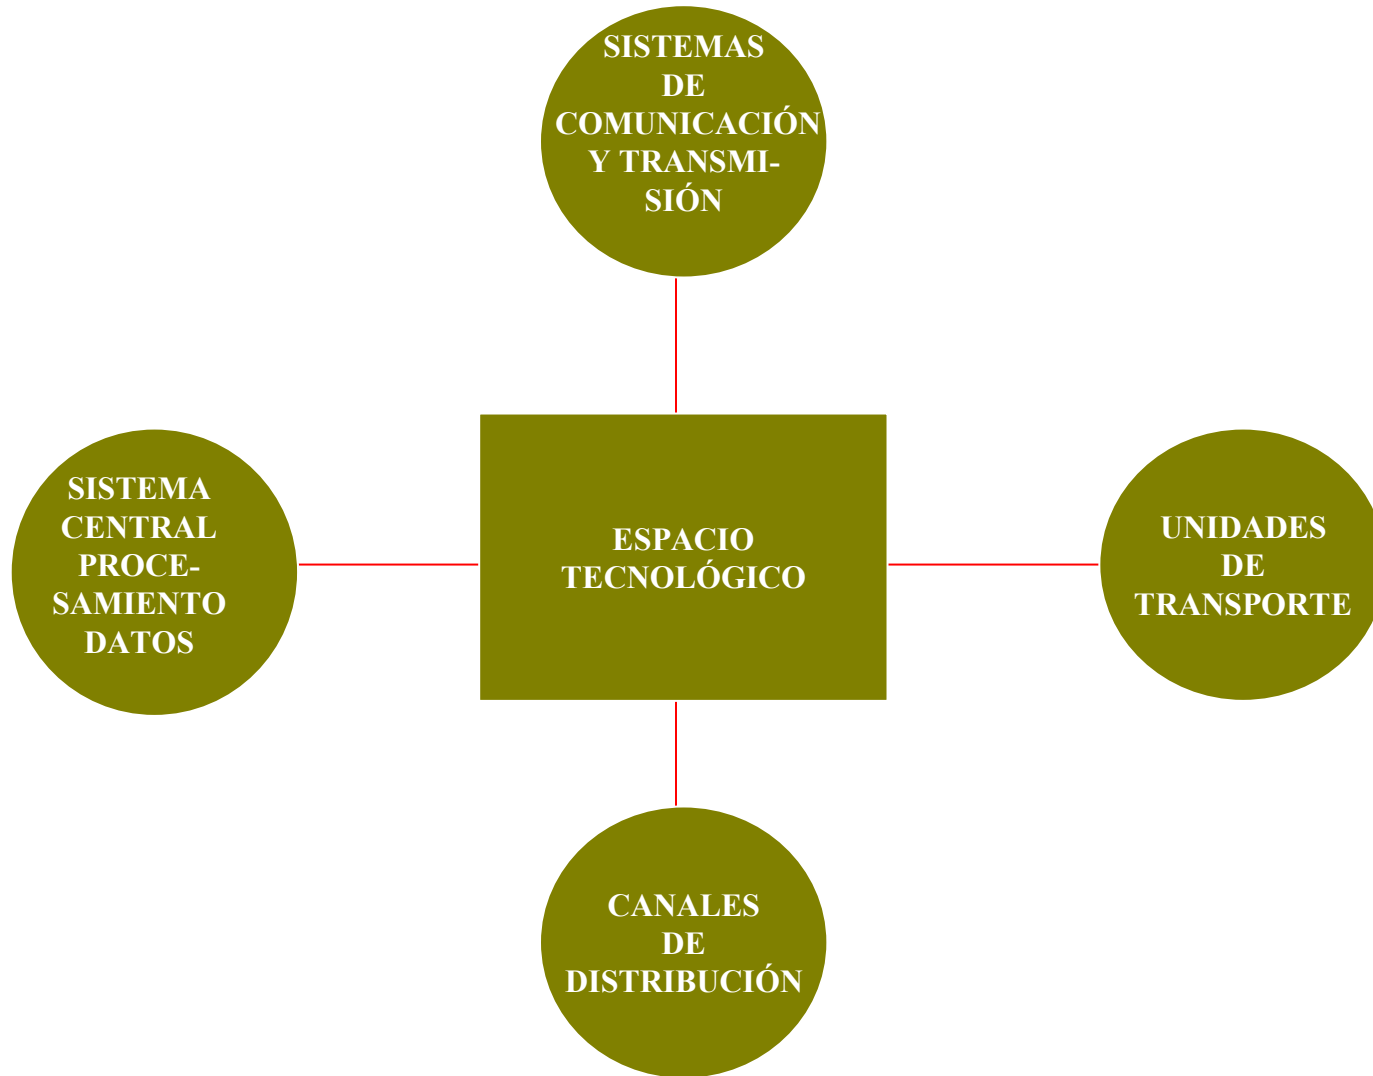 SISTEMAS
DE
COMUNICACIÓN
Y TRANSMI-
SIÓN
SISTEMA
CENTRAL
PROCE-
SAMIENTO
DATOS
ESPACIO
TECNOLÓGICO
UNIDADES
DE
TRANSPORTE
CANALES
DE
DISTRIBUCIÓN